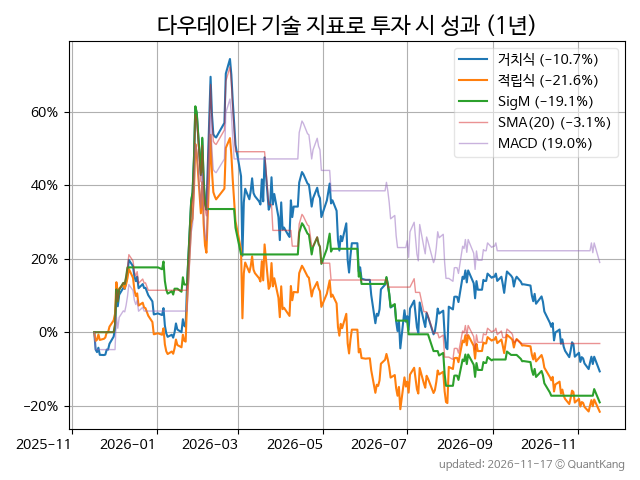 다우데이타 기술 지표로 투자 시 성과 (1년)
거치식 (−10.7%)
적립식 (−21.6%)
SigM (−19.1%)
SMA(20) (−3.1%)
MACD (19.0%)
60%
40%
20%
0%
−20%
2025-11 2026-01 2026-03 2026-05 2026-07 2026-09 2026-11
updated: 2026-11-17 © QuantKang